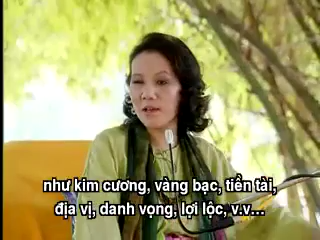 như kim cương, vàng bạc, tiền tài,
địa vị, danh vọng, lợi lộc, v.v...